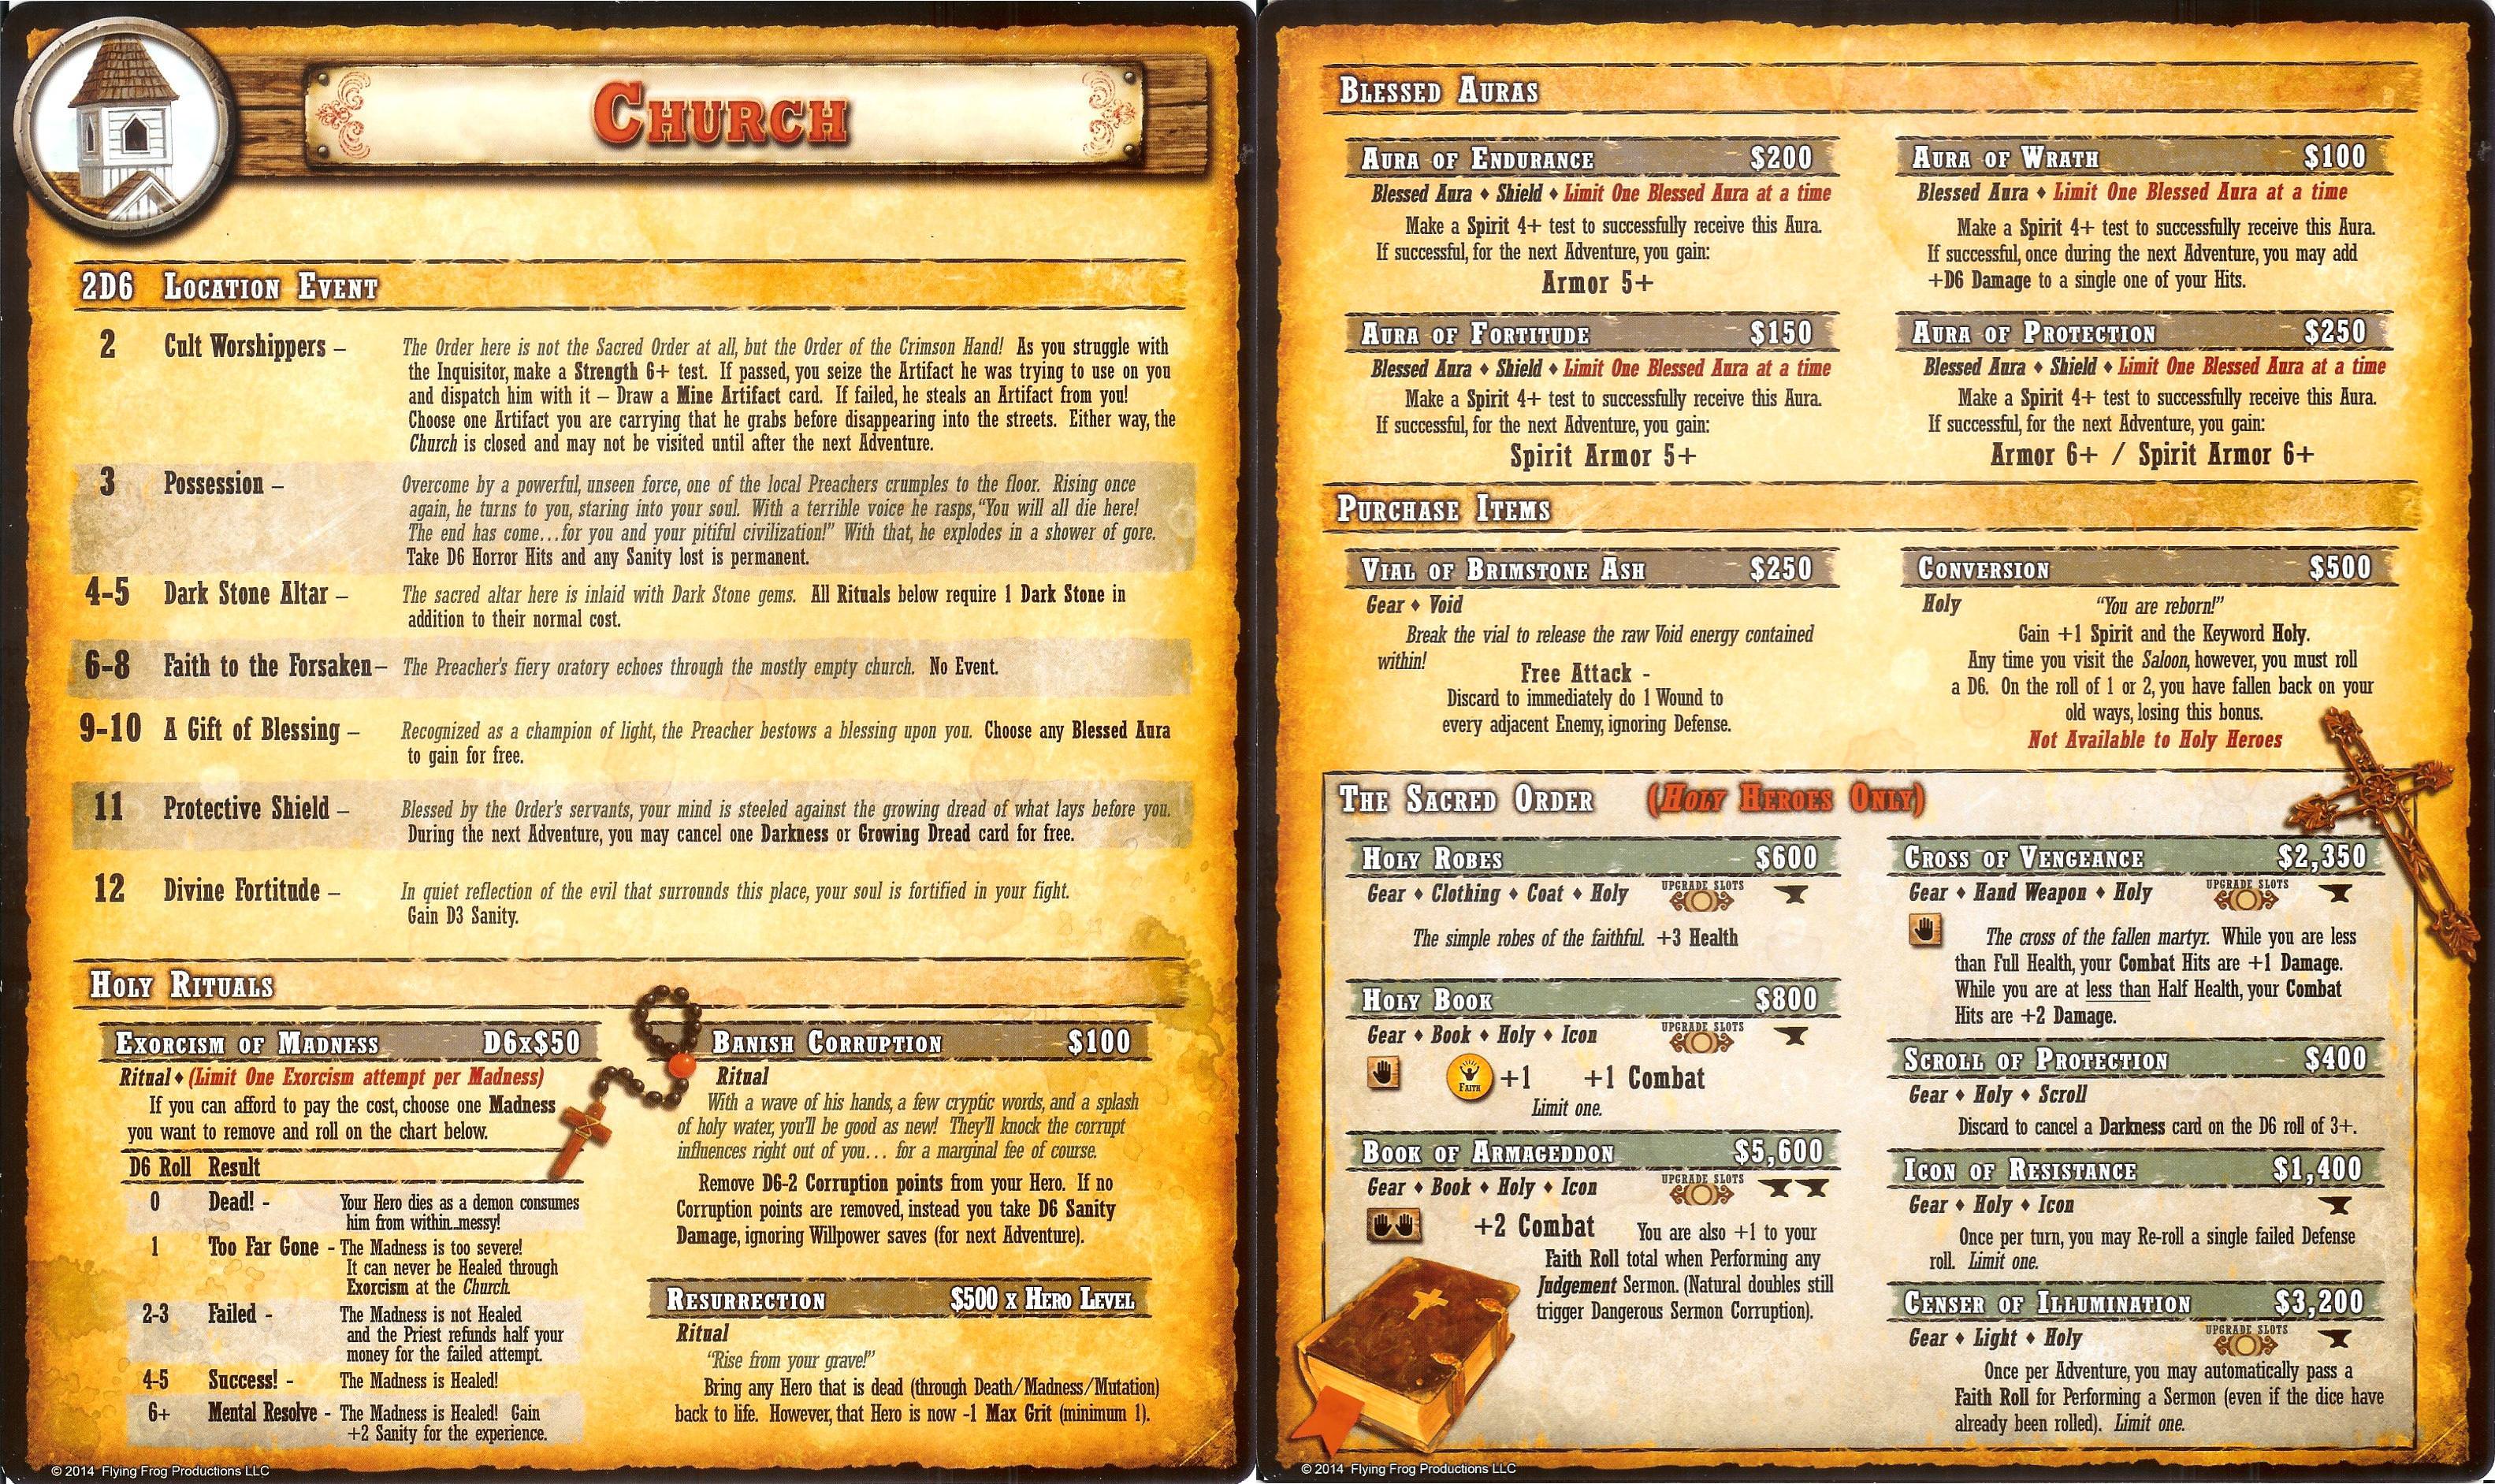 CHURCH
2D6 LOCATION EVENT
2 Cult Worshippers – The Order here is not the Sacred Order at all, but the Order of the Crimson Hand! As you struggle with
the Inquisitor, make a Strength 6+ test. If passed, you seize the Artifact he was trying to use on you
and dispatch him with it – Draw a Mine Artifact card. If failed, he steals an Artifact from you!
Choose one Artifact you are carrying that he grabs before disappearing into the streets. Either way, the
Church is closed and may not be visited until after the next Adventure.
3 Possession – Overcome by a powerful, unseen force, one of the local Preachers crumples to the floor. Rising once
again, he turns to you, staring into your soul. With a terrible voice he rasps, “You will all die here!
The end has come…for you and your pitiful civilization!” With that, he explodes in a shower of gore.
Take D6 Horror Hits and any Sanity lost is permanent.
4-5 Dark Stone Altar – The sacred altar here is inlaid with Dark Stone gems. All Rituals below require 1 Dark Stone in
addition to their normal cost.
6-8 Faith to the Forsaken– The Preacher's fiery oratory echoes through the mostly empty church. No Event.
9-10 A Gift of Blessing – Recognized as a champion of light, the Preacher bestows a blessing upon you. Choose any Blessed Aura
to gain for free.
11 Protective Shield – Blessed by the Order's servants, your mind is steeled against the growing dread of what lays before you.
During the next Adventure, you may cancel one Darkness or Growing Dread card for free.
12 Divine Fortitude – In quiet reflection of the evil that surrounds this place, your soul is fortified in your fight.
Gain D3 Sanity.
HOLY RITUALS
EXORCISM OF MADNESS D6x$50
Ritual ♦ (Limit One Exorcism attempt per Madness)
If you can afford to pay the cost, choose one Madness
you want to remove and roll on the chart below.
D6 Roll Result
0 Dead! - Your Hero dies as a demon consumes
him from within...messy!
1 Too Far Gone - The Madness is too severe!
It can never be Healed through
Exorcism at the Church.
2-3 Failed - The Madness is not Healed
and the Priest refunds half your
money for the failed attempt.
4-5 Success! - The Madness is Healed!
6+ Mental Resolve - The Madness is Healed! Gain
+2 Sanity for the experience.
BANISH CORRUPTION $100
Ritual
With a wave of his hands, a few cryptic words, and a splash
of holy water, you'll be good as new! They'll knock the corrupt
influences right out of you… for a marginal fee of course.
Remove D6-2 Corruption points from your Hero. If no
Corruption points are removed, instead you take D6 Sanity
Damage, ignoring Willpower saves (for next Adventure).
RESURRECTION $500 X HERO LEVEL
Ritual
“Rise from your grave!”
Bring any Hero that is dead (through Death/Madness/Mutation)
back to life. However, that Hero is now -1 Max Grit (minimum 1).
© 2014 Flying Frog Productions LLC
BLESSED AURAS
AURA OF ENDURANCE $200
Blessed Aura ♦ Shield ♦ Limit One Blessed Aura at a time
Make a Spirit 4+ test to successfully receive this Aura.
If successful, for the next Adventure, you gain:
Armor 5+
AURA OF WRATH $100
Blessed Aura ♦ Limit One Blessed Aura at a time
Make a Spirit 4+ test to successfully receive this Aura.
If successful, once during the next Adventure, you may add
+D6 Damage to a single one of your Hits.
AURA OF FORTITUDE $150
Blessed Aura ♦ Shield ♦ Limit One Blessed Aura at a time
Make a Spirit 4+ test to successfully receive this Aura.
If successful, for the next Adventure, you gain:
Spirit Armor 5+
AURA OF PROTECTION $250
Blessed Aura ♦ Shield ♦ Limit One Blessed Aura at a time
Make a Spirit 4+ test to successfully receive this Aura.
If successful, for the next Adventure, you gain:
Armor 6+ / Spirit Armor 6+
PURCHASE ITEMS
VIAL OF BRIMSTONE ASH $250
Gear ♦ Void
Break the vial to release the raw Void energy contained
within!
Free Attack -
Discard to immediately do 1 Wound to
every adjacent Enemy, ignoring Defense.
CONVERSION $500
Holy “You are reborn!”
Gain +1 Spirit and the Keyword Holy.
Any time you visit the Saloon, however, you must roll
a D6. On the roll of 1 or 2, you have fallen back on your
old ways, losing this bonus.
Not Available to Holy Heroes
THE SACRED ORDER (HOLY HEROES ONLY)
HOLY ROBES $600
Gear ♦ Clothing ♦ Coat ♦ Holy UPGRADE SLOTS
The simple robes of the faithful. +3 Health
HOLY BOOK $800
Gear ♦ Book ♦ Holy ♦ Icon UPGRADE SLOTS
FAITH +1 +1 Combat
Limit one.
BOOK OF ARMAGEDDON $5,600
Gear ♦ Book ♦ Holy ♦ Icon UPGRADE SLOTS
+2 Combat You are also +1 to your
Faith Roll total when Performing any
Judgement Sermon. (Natural doubles still
trigger Dangerous Sermon Corruption).
CROSS OF VENGEANCE $2,350
Gear ♦ Hand Weapon ♦ Holy UPGRADE SLOTS
The cross of the fallen martyr. While you are less
than Full Health, your Combat Hits are +1 Damage.
While you are at less than Half Health, your Combat
Hits are +2 Damage.
SCROLL OF PROTECTION $400
Gear ♦ Holy ♦ Scroll
Discard to cancel a Darkness card on the D6 roll of 3+.
ICON OF RESISTANCE $1,400
Gear ♦ Holy ♦ Icon
Once per turn, you may Re-roll a single failed Defense
roll. Limit one.
CENSER OF ILLUMINATION $3,200
Gear ♦ Light ♦ Holy UPGRADE SLOTS
Once per Adventure, you may automatically pass a
Faith Roll for Performing a Sermon (even if the dice have
already been rolled). Limit one.
© 2014 Flying Frog Productions LLC